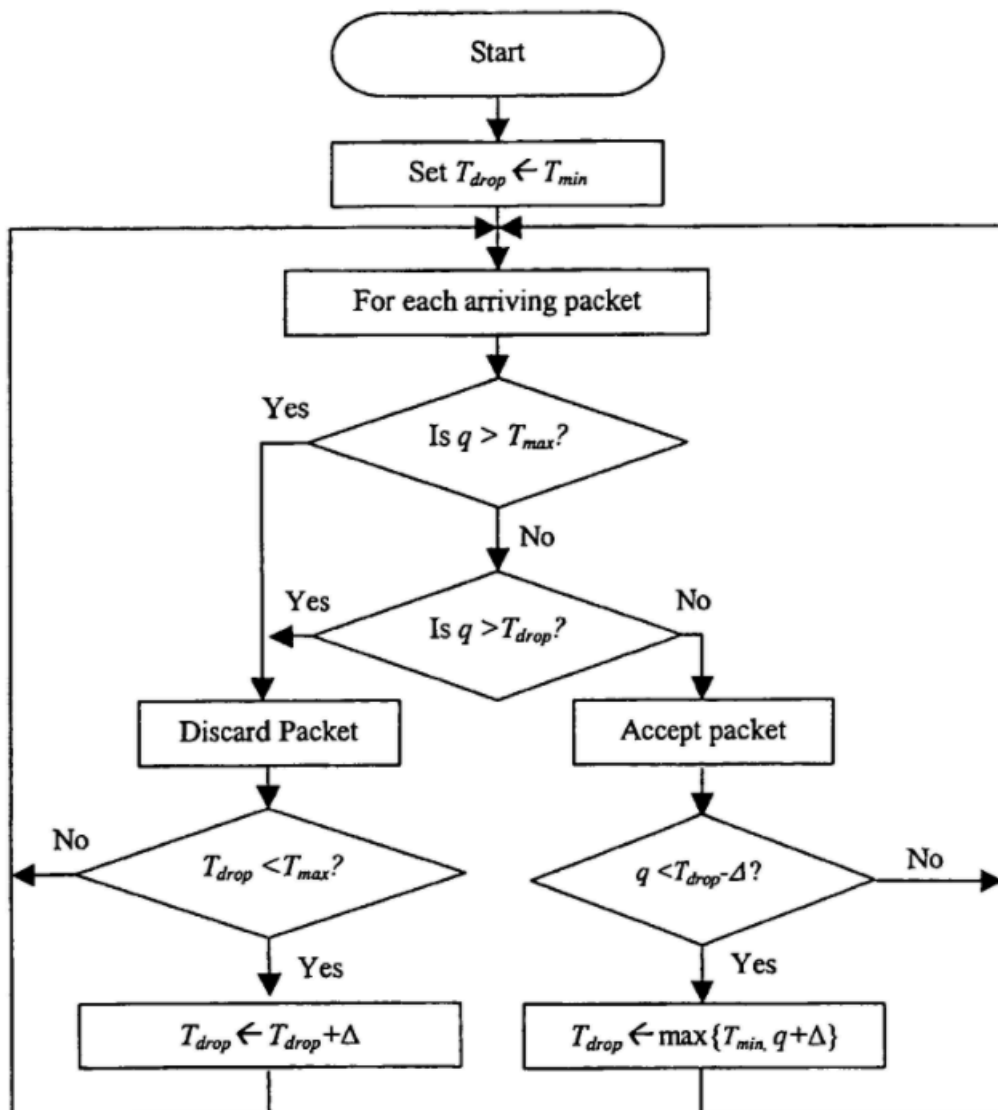 Start
Set T_drop ← T_min
For each arriving packet
Yes
Is q > T_max?
No
Yes
Is q >T_drop?
No
Discard Packet
Accept packet
No
T_drop <T_max?
q <T_drop-Δ?
No
Yes
Yes
T_drop ← T_drop+Δ
T_drop ← max{T_min, q+Δ}